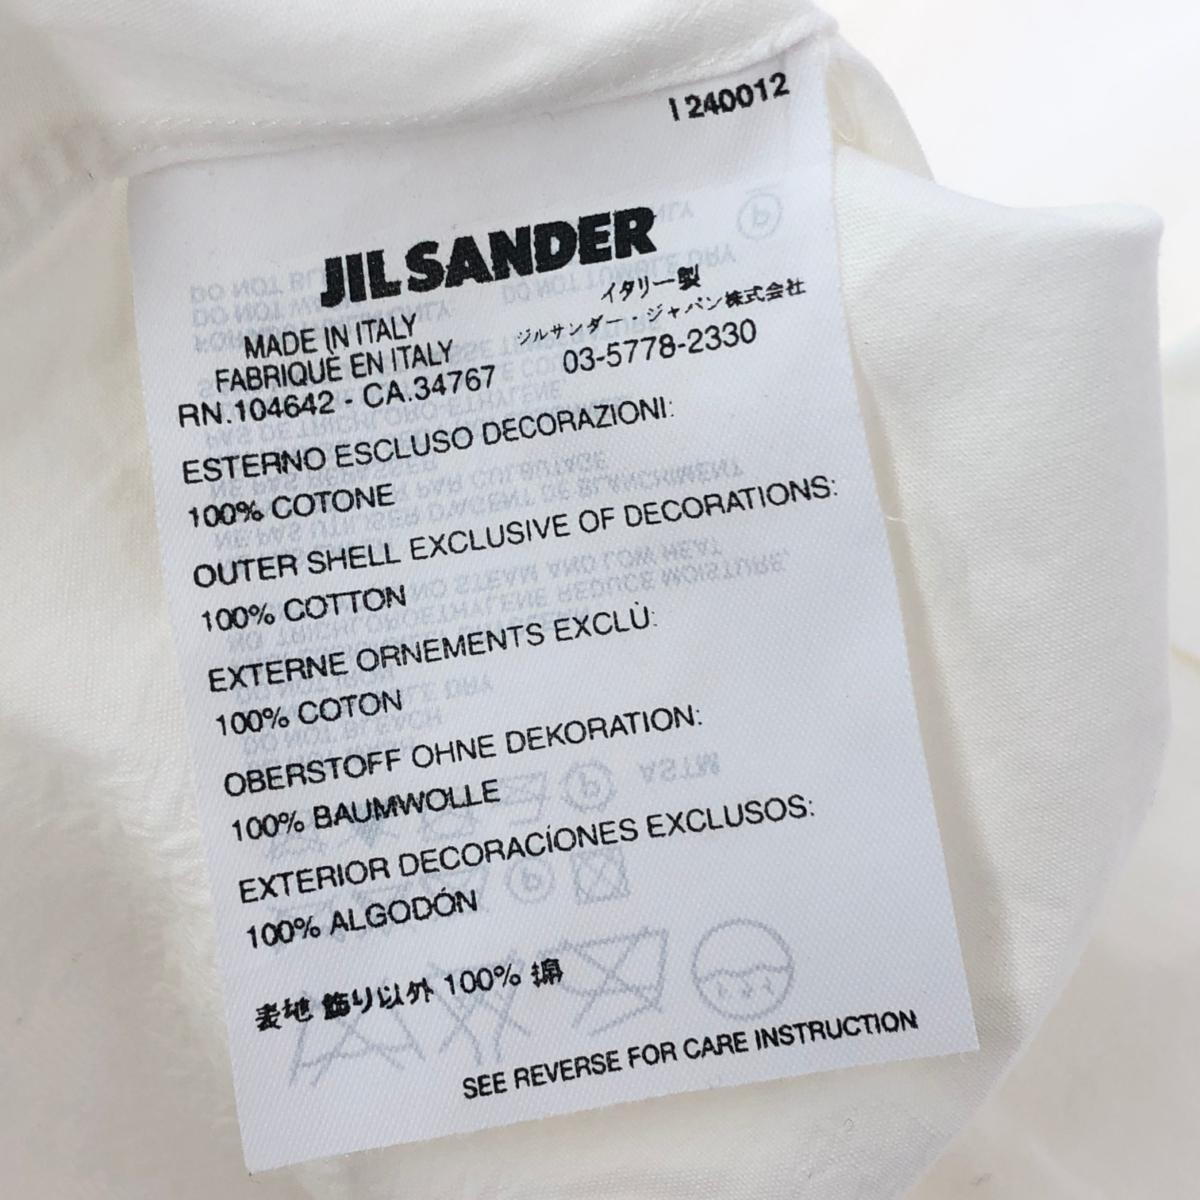 I 240012
JIL SANDER
MADE IN ITALY
FABRIQUÈ EN ITALY
RN.104642 - CA.34767
イタリー製
ジルサンダー・ジャパン株式会社
03-5778-2330
ESTERNO ESCLUSO DECORAZIONI:
100% COTONE
OUTER SHELL EXCLUSIVE OF DECORATIONS:
100% COTTON
EXTERNE ORNEMENTS EXCLÙ:
100% COTON
OBERSTOFF OHNE DEKORATION:
100% BAUMWOLLE
EXTERIOR DECORACÍONES EXCLUSOS:
100% ALGODÓN
表地 飾り以外 100% 綿
SEE REVERSE FOR CARE INSTRUCTION